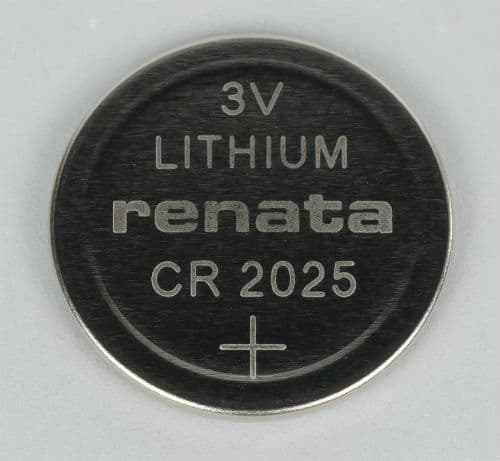 3V
LITHIUM
renata
CR 2025
+